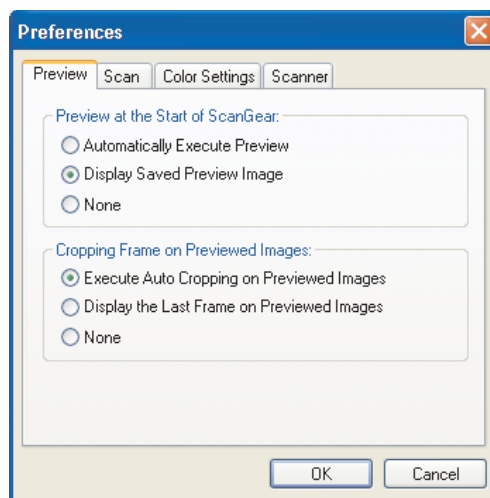 Preferences
Preview Scan Color Settings Scanner
Preview at the Start of ScanGear:
Automatically Execute Preview
Display Saved Preview Image
None
Cropping Frame on Previewed Images:
Execute Auto Cropping on Previewed Images
Display the Last Frame on Previewed Images
None
OK Cancel